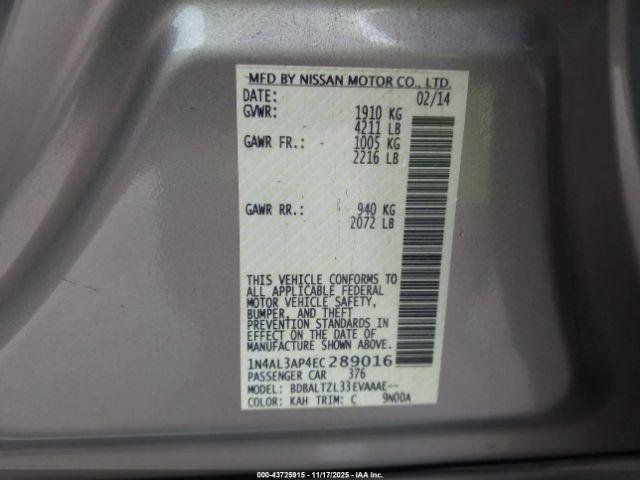 MFD BY NISSAN MOTOR CO., LTD.
DATE: 02/14
GVWR: 1910 KG
4211 LB
GAWR FR.: 1005 KG
2216 LB
GAWR RR.: 940 KG
2072 LB
THIS VEHICLE CONFORMS TO
ALL APPLICABLE FEDERAL
MOTOR VEHICLE SAFETY,
BUMPER, AND THEFT
PREVENTION STANDARDS IN
EFFECT ON THE DATE OF
MANUFACTURE SHOWN ABOVE.
1N4AL3AP4EC289016
PASSENGER CAR 376
MODEL: BDBALTZL33EVAAAE--
COLOR: KAH TRIM: C 9N00A
000-43725915 - 11/17/2025 - IAA Inc.